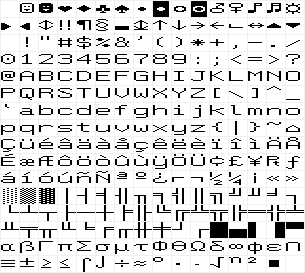 ☺☻♥♦♣♠•◘○◙♂♀♪♫☼
►◄↕‼¶§▬↨↑↓→←∟↔▲▼
!"#$%&'()*+,-./
0123456789:;<=>?
@ABCDEFGHIJKLMNO
PQRSTUVWXYZ[\]^_
`abcdefghijklmno
pqrstuvwxyz{|}~⌂
ÇüéâäàåçêëèïîìÄÅ
ÉæÆôöòûùÿÖÜ¢£¥₧ƒ
áíóúñÑªº¿⌐¬½¼¡«»
░▒▓│┤╡╢╖╕╣║╗╝╜╛┐
└┴┬├─┼╞╟╚╔╩╦╠═╬╧
╨╤╥╙╘╒╓╫╪┘┌█▄▌▐▀
αßΓπΣσµτΦΘΩδ∞φε∩
≡±≥≤⌠⌡÷≈°∙·√ⁿ²■